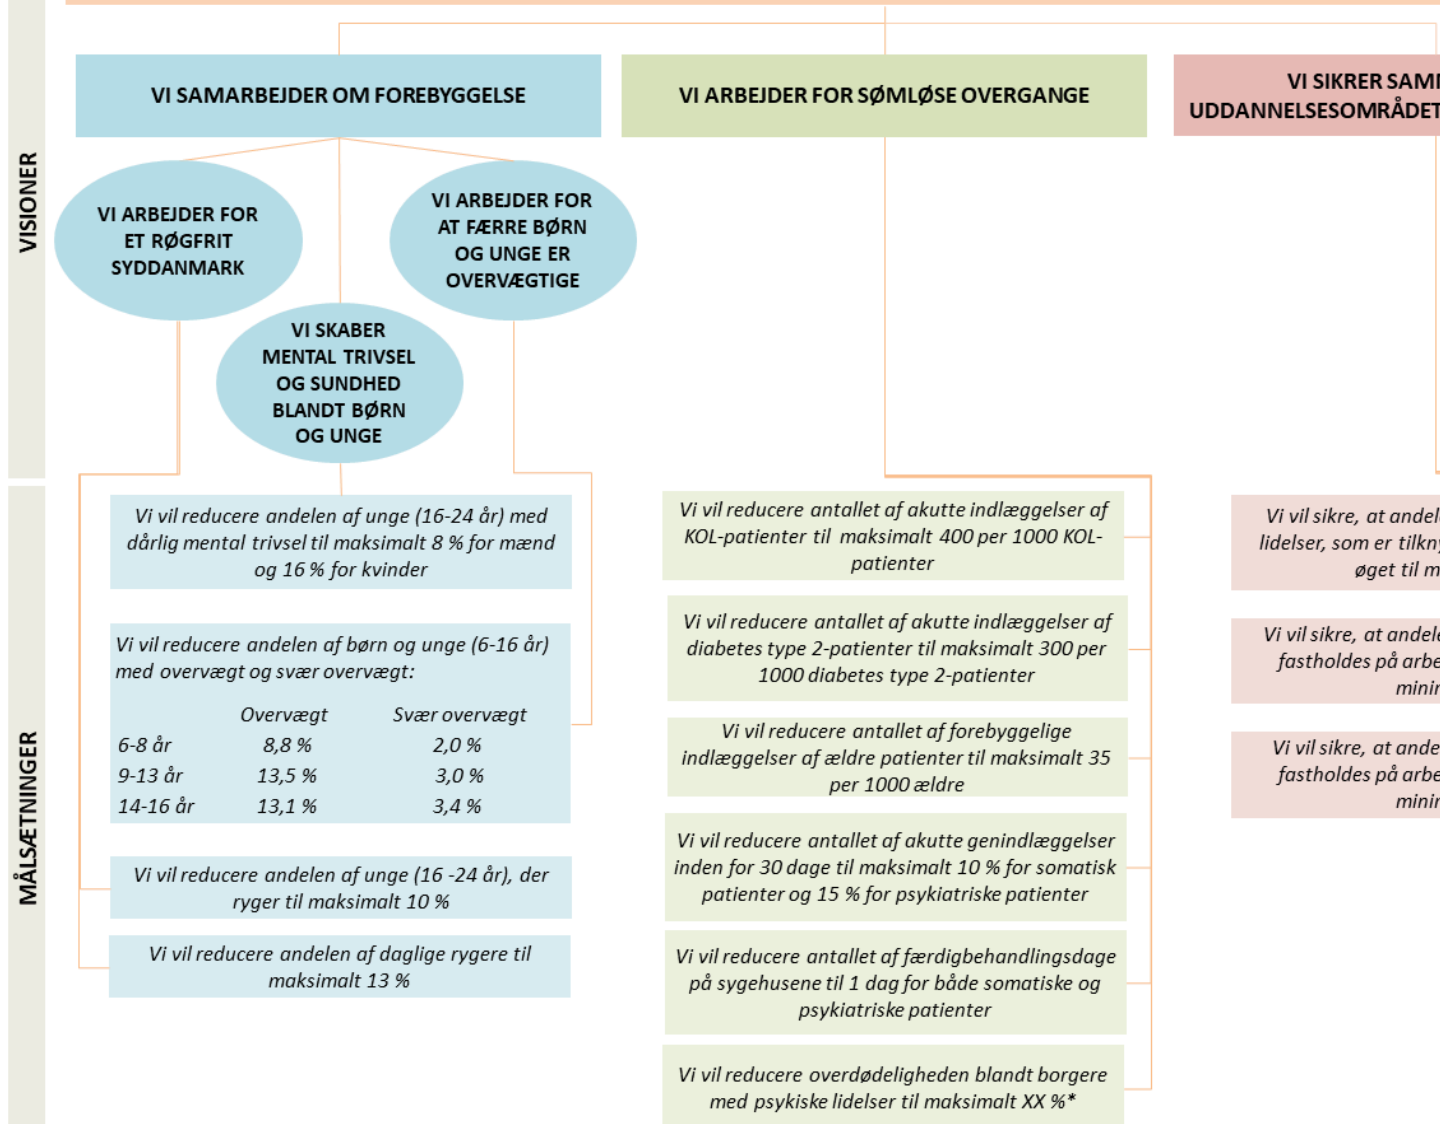 VISIONER
VI SAMARBEJDER OM FOREBYGGELSE
VI ARBEJDER FOR
ET RØGFRIT
SYDDANMARK
VI ARBEJDER FOR
AT FÆRRE BØRN
OG UNGE ER
OVERVÆGTIGE
VI SKABER
MENTAL TRIVSEL
OG SUNDHED
BLANDT BØRN
OG UNGE
VI ARBEJDER FOR SØMLØSE OVERGANGE
VI SIKRER
UDDANNELSESOMRÅDET
MÅLSÆTNINGER
Vi vil reducere andelen af unge (16-24 år) med
dårlig mental trivsel til maksimalt 8 % for mænd
og 16 % for kvinder
Vi vil reducere andelen af børn og unge (6-16 år)
med overvægt og svær overvægt:
Overvægt Svær overvægt
6-8 år 8,8 % 2,0 %
9-13 år 13,5 % 3,0 %
14-16 år 13,1 % 3,4 %
Vi vil reducere andelen af unge (16 -24 år), der
ryger til maksimalt 10 %
Vi vil reducere andelen af daglige rygere til
maksimalt 13 %
Vi vil reducere antallet af akutte indlæggelser af
KOL-patienter til maksimalt 400 per 1000 KOL-
patienter
Vi vil reducere antallet af akutte indlæggelser af
diabetes type 2-patienter til maksimalt 300 per
1000 diabetes type 2-patienter
Vi vil reducere antallet af forebyggelige
indlæggelser af ældre patienter til maksimalt 35
per 1000 ældre
Vi vil reducere antallet af akutte genindlæggelser
inden for 30 dage til maksimalt 10 % for somatisk
patienter og 15 % for psykiatriske patienter
Vi vil reducere antallet af færdigbehandlingsdage
på sygehusene til 1 dag for både somatiske og
psykiatriske patienter
Vi vil reducere overdødeligheden blandt borgere
med psykiske lidelser til maksimalt XX %*
Vi vil sikre, at
lidelser, som er
øget til
Vi vil sikre, at
fastholdes på
Vi vil sikre, at
fastholdes på